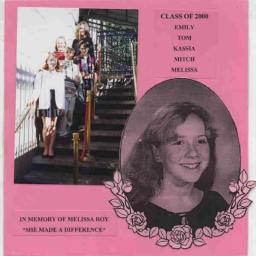 CLASS OF 2000
EMILY
TOM
KASSIA
MITCH
MELISSA
IN MEMORY OF MELISSA ROY
"SHE MADE A DIFFERENCE"